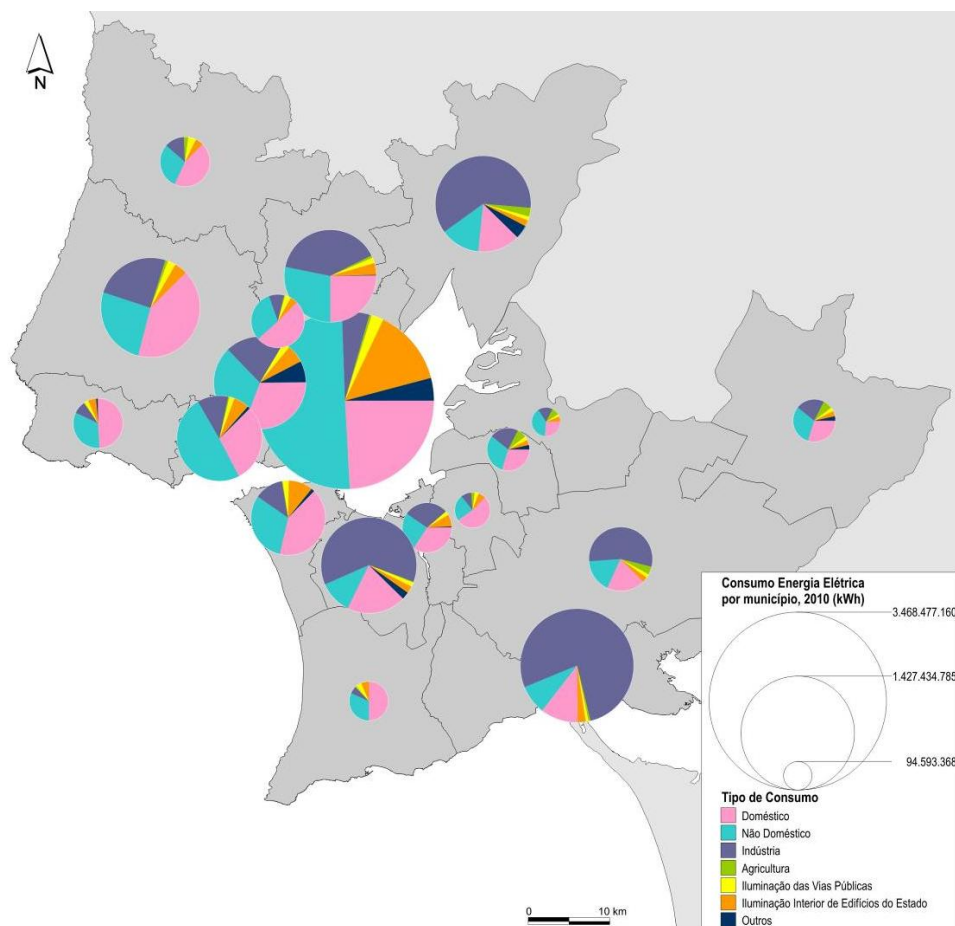 N
Consumo Energia Elétrica
por município, 2010 (kWh)
3.468.477.160
1.427.434.785
94.593.368
Tipo de Consumo
Doméstico
Não Doméstico
Indústria
Agricultura
Iluminação das Vias Públicas
Iluminação Interior de Edifícios do Estado
Outros
0 10 km